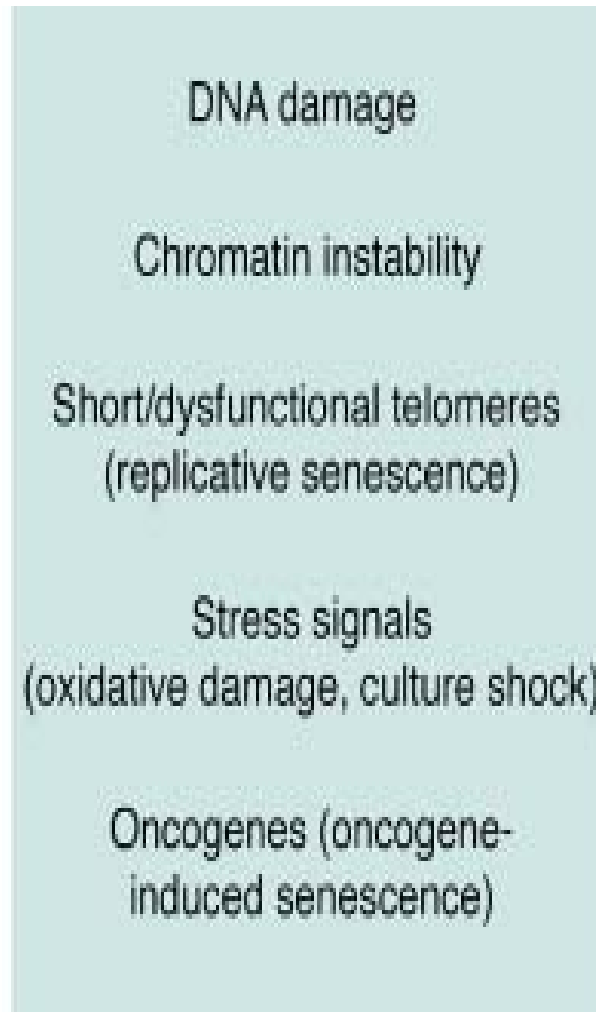 DNA damage
Chromatin instability
Short/dysfunctional telomeres
(replicative senescence)
Stress signals
(oxidative damage, culture shock)
Oncogenes (oncogene-
induced senescence)